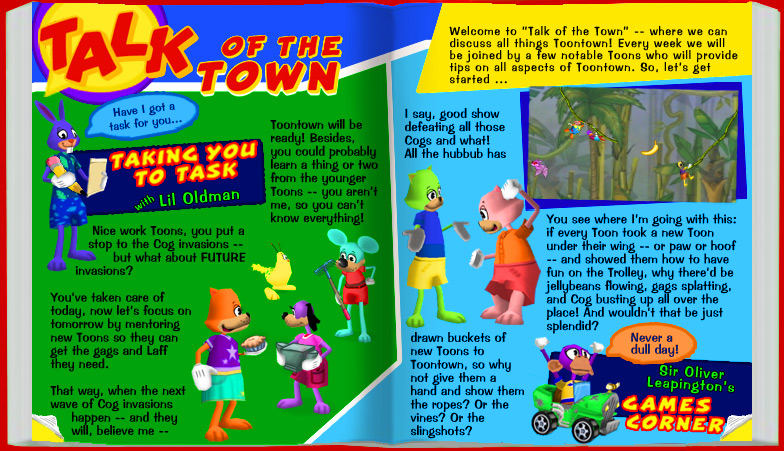 TALK OF THE
TOWN
Have I got a
task for you...
TAKING YOU
TO TASK
with Lil Oldman
Nice work Toons, you put a
stop to the Cog invasions --
but what about FUTURE
invasions?
You've taken care of
today, now let's focus on
tomorrow by mentoring
new Toons so they can
get the gags and Laff
they need.
That way, when the next
wave of Cog invasions
happen -- and they
will, believe me --
Toontown will be
ready! Besides,
you could probably
learn a thing or two
from the younger
Toons -- you aren't
me, so you can't
know everything!
Welcome to "Talk of the Town" -- where we can
discuss all things Toontown! Every week we will
be joined by a few notable Toons who will provide
tips on all aspects of Toontown. So, let's get
started ...
I say, good show
defeating all those
Cogs and what!
All the hubbub has
drawn buckets of
new Toons to
Toontown, so why
not give them a
hand and show them
the ropes? Or the
vines? Or the
slingshots?
You see where I'm going with this:
if every Toon took a new Toon
under their wing -- or paw or hoof
-- and showed them how to have
fun on the Trolley, why there'd be
jellybeans flowing, gags splatting,
and Cog busting up all over the
place! And wouldn't that be just
splendid?
Never a
dull day!
Sir Oliver
Leapington's
GAMES
CORNER